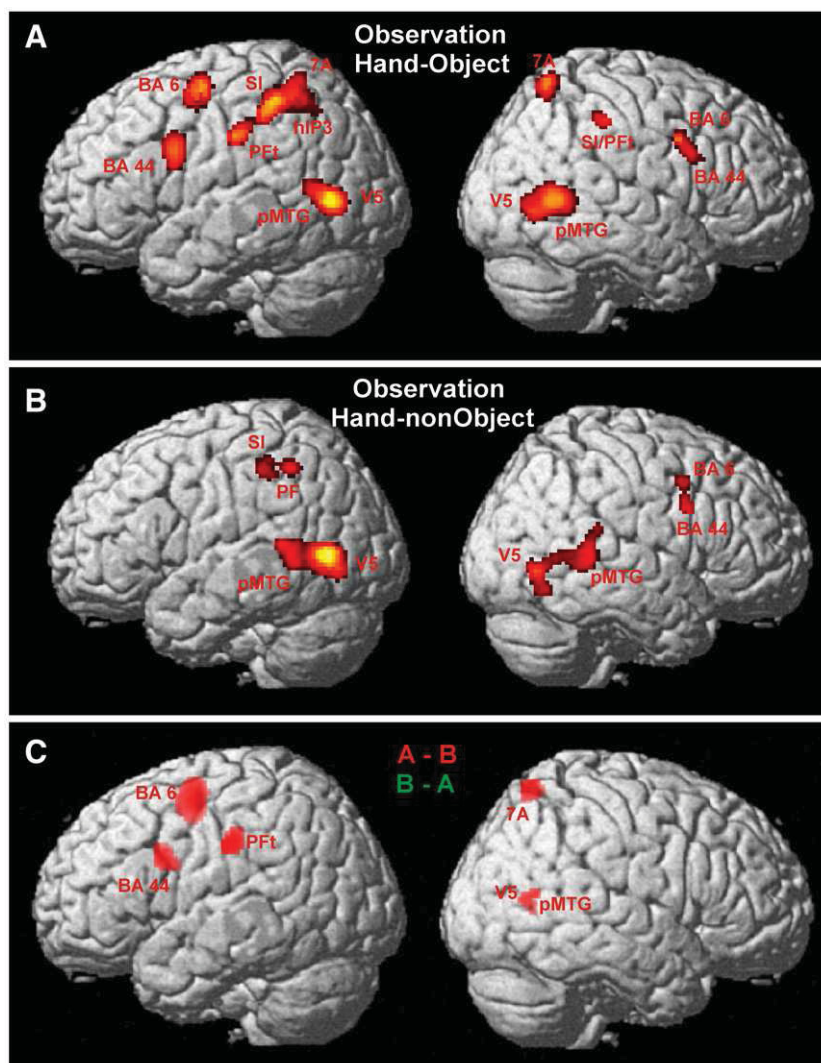 A
Observation
Hand-Object
BA 6
SI
7A
hIP3
PFt
BA 44
V5
pMTG
7A
SI/PFt
BA 6
BA 44
V5
pMTG
B
Observation
Hand-nonObject
SI
PF
pMTG
V5
BA 6
BA 44
V5
pMTG
C
A - B
B - A
BA 6
PFt
BA 44
7A
V5
pMTG